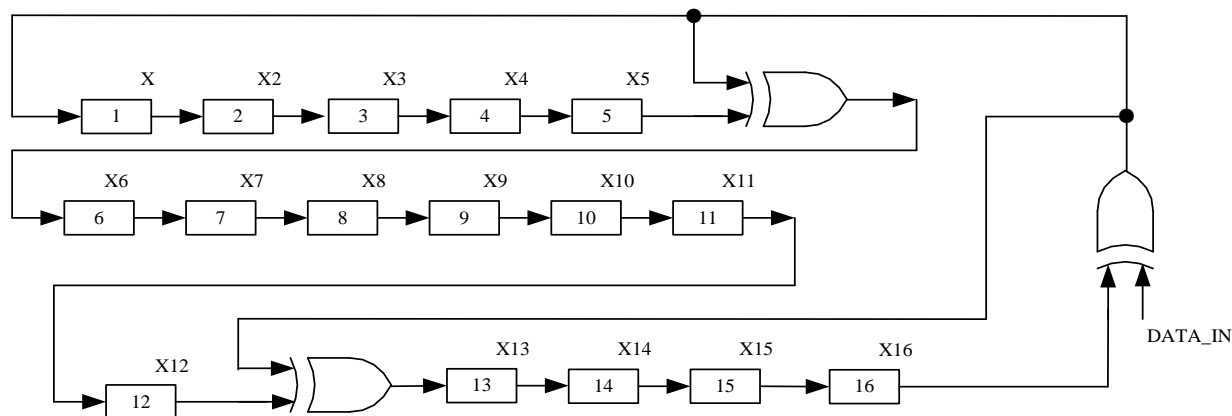 X X2 X3 X4 X5
1 2 3 4 5
X6 X7 X8 X9 X10 X11
6 7 8 9 10 11
DATA_IN
X12 X13 X14 X15 X16
12 13 14 15 16